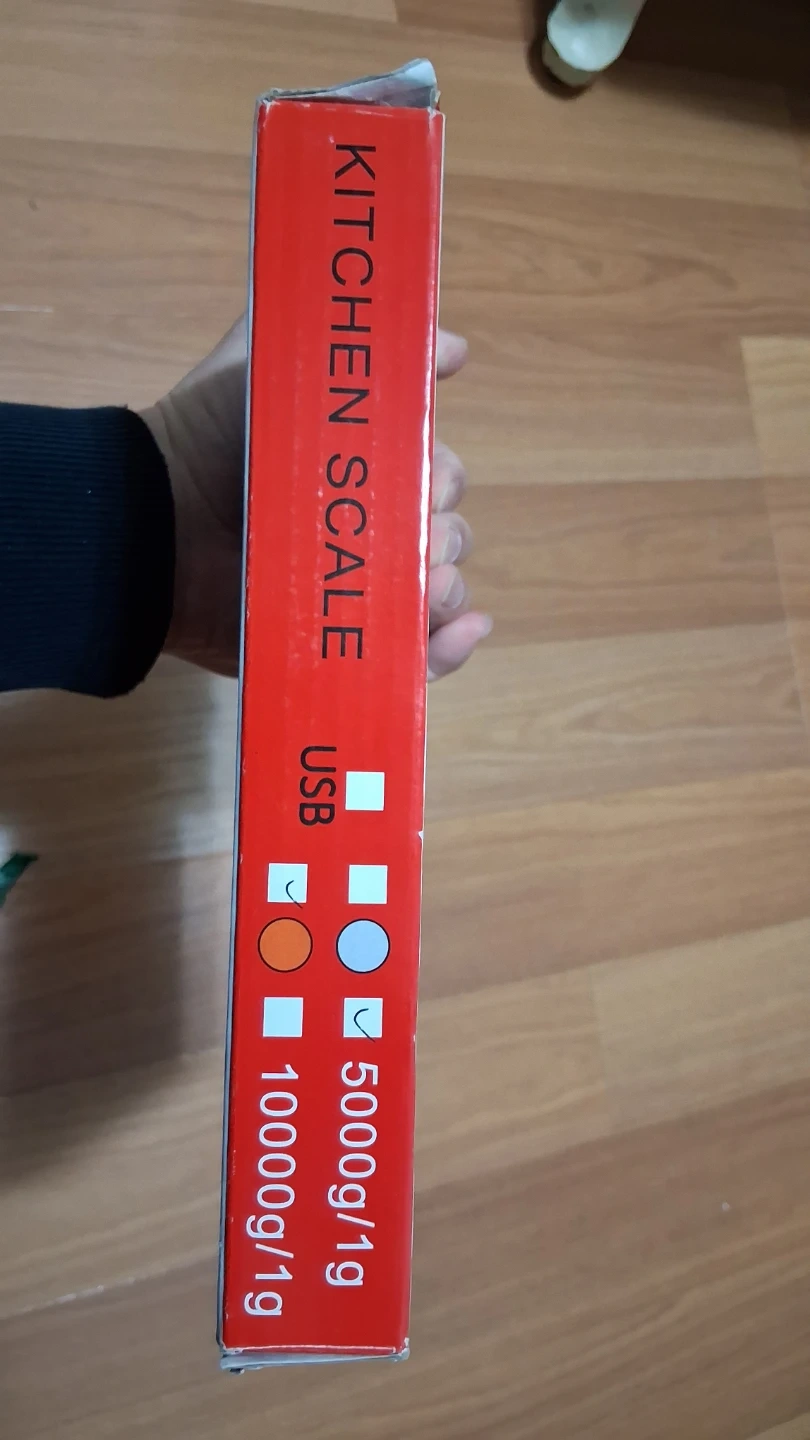 KITCHEN SCALE
USB
5000g/1g
10000g/1g